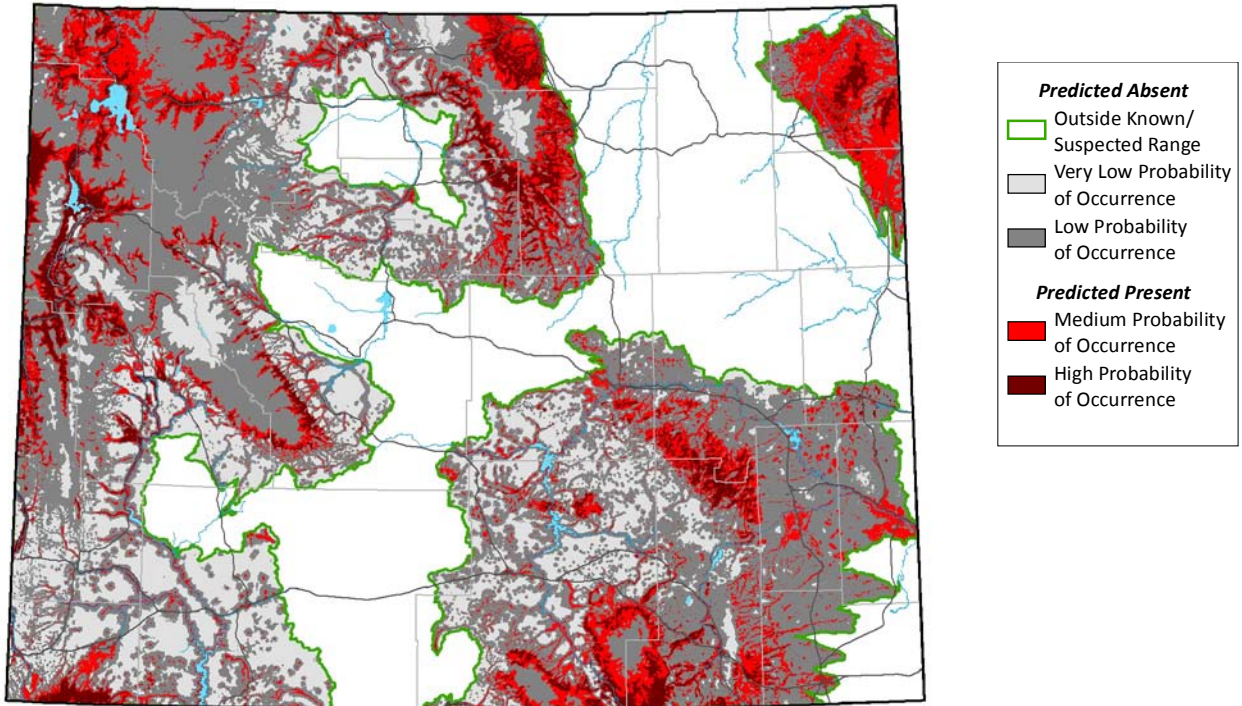 Predicted Absent
Outside Known/
Suspected Range
Very Low Probability
of Occurrence
Low Probability
of Occurrence
Predicted Present
Medium Probability
of Occurrence
High Probability
of Occurrence